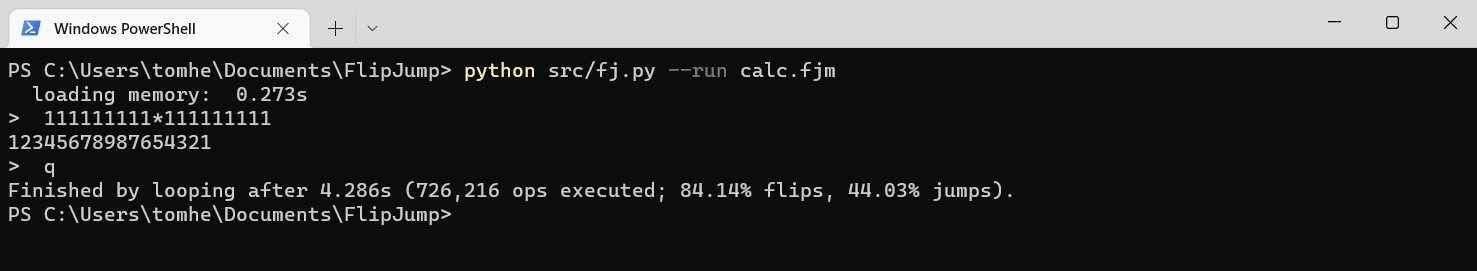 Windows PowerShell
PS C:\Users\tomhe\Documents\FlipJump> python src/fj.py --run calc.fjm
  loading memory:  0.273s
>  111111111*111111111
12345678987654321
>  q
Finished by looping after 4.286s (726,216 ops executed; 84.14% flips, 44.03% jumps).
PS C:\Users\tomhe\Documents\FlipJump>